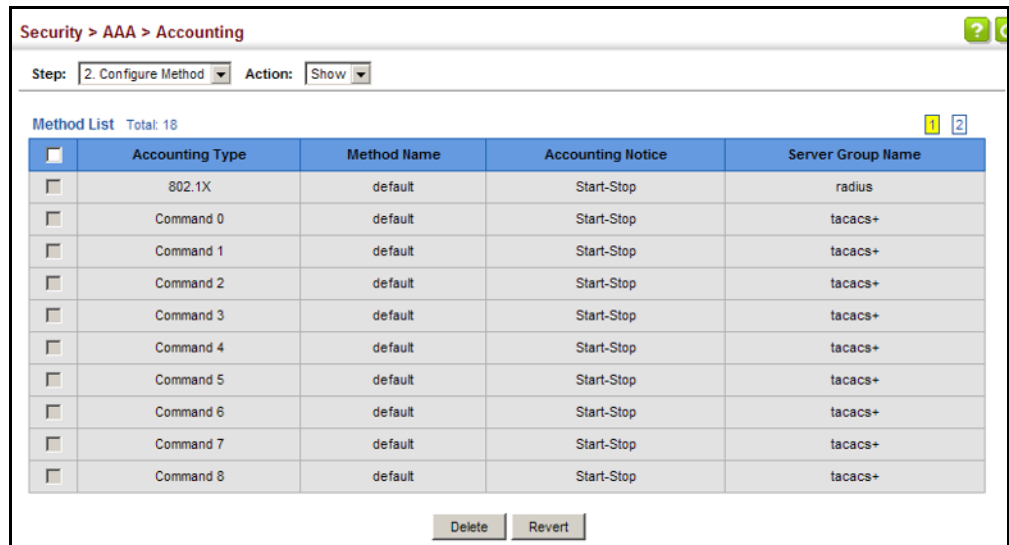 Security > AAA > Accounting
?
Step: 2. Configure Method Action: Show
Method List Total: 18 1 2
Accounting Type Method Name Accounting Notice Server Group Name
802.1X default Start-Stop radius
Command 0 default Start-Stop tacacs+
Command 1 default Start-Stop tacacs+
Command 2 default Start-Stop tacacs+
Command 3 default Start-Stop tacacs+
Command 4 default Start-Stop tacacs+
Command 5 default Start-Stop tacacs+
Command 6 default Start-Stop tacacs+
Command 7 default Start-Stop tacacs+
Command 8 default Start-Stop tacacs+
Delete Revert